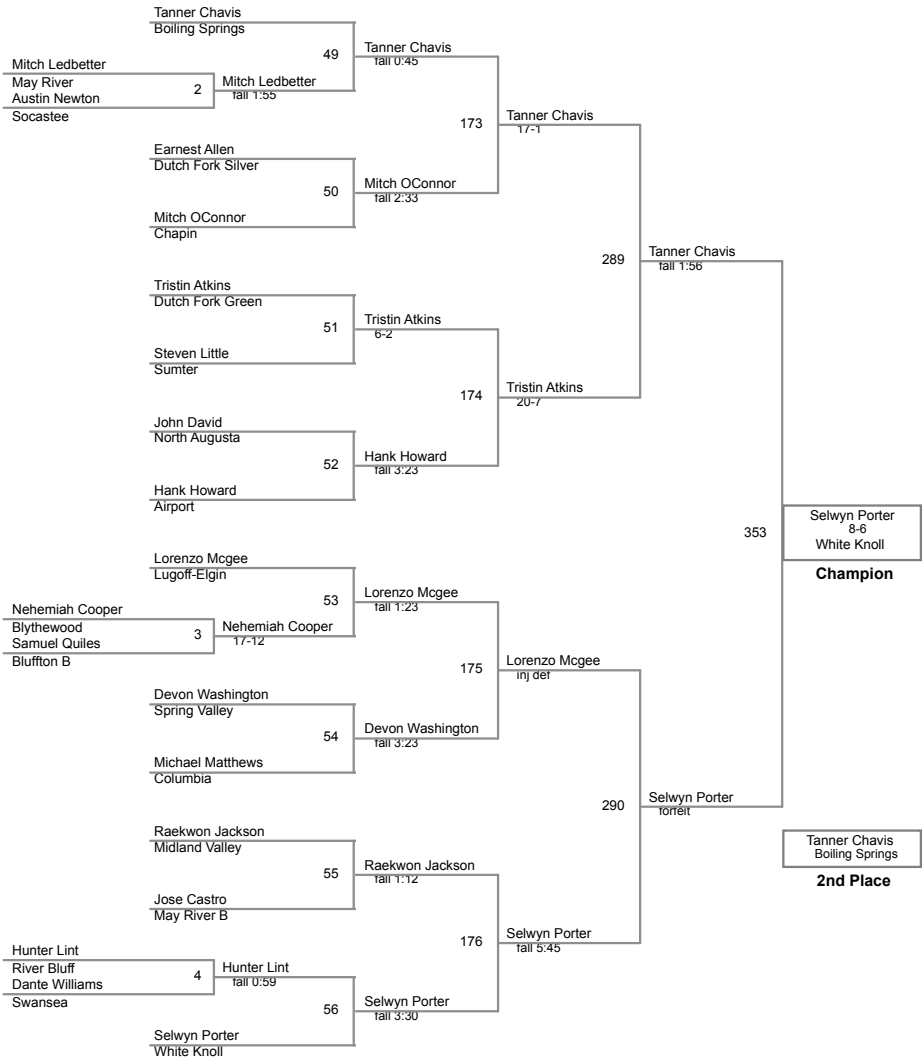 Tanner Chavis
Boiling Springs
49
Tanner Chavis
fall 0:45
Mitch Ledbetter
May River
2
Mitch Ledbetter
fall 1:55
Austin Newton
Socastee
173
Tanner Chavis
17-1
Earnest Allen
Dutch Fork Silver
50
Mitch OConnor
fall 2:33
Mitch OConnor
Chapin
289
Tanner Chavis
fall 1:56
Tristin Atkins
Dutch Fork Green
51
Tristin Atkins
6-2
Steven Little
Sumter
174
Tristin Atkins
20-7
John David
North Augusta
52
Hank Howard
fall 3:23
Hank Howard
Airport
353
Selwyn Porter
8-6
White Knoll
Champion
Lorenzo Mcgee
Lugoff-Elgin
53
Lorenzo Mcgee
fall 1:23
Nehemiah Cooper
Blythewood
3
Nehemiah Cooper
17-12
Samuel Quiles
Bluffton B
175
Lorenzo Mcgee
inj def
Devon Washington
Spring Valley
54
Devon Washington
fall 3:23
Michael Matthews
Columbia
290
Selwyn Porter
forfeit
Raekwon Jackson
Midland Valley
55
Raekwon Jackson
fall 1:12
Jose Castro
May River B
176
Selwyn Porter
fall 5:45
Hunter Lint
River Bluff
4
Hunter Lint
fall 0:59
Dante Williams
Swansea
56
Selwyn Porter
fall 3:30
Selwyn Porter
White Knoll
Tanner Chavis
Boiling Springs
2nd Place